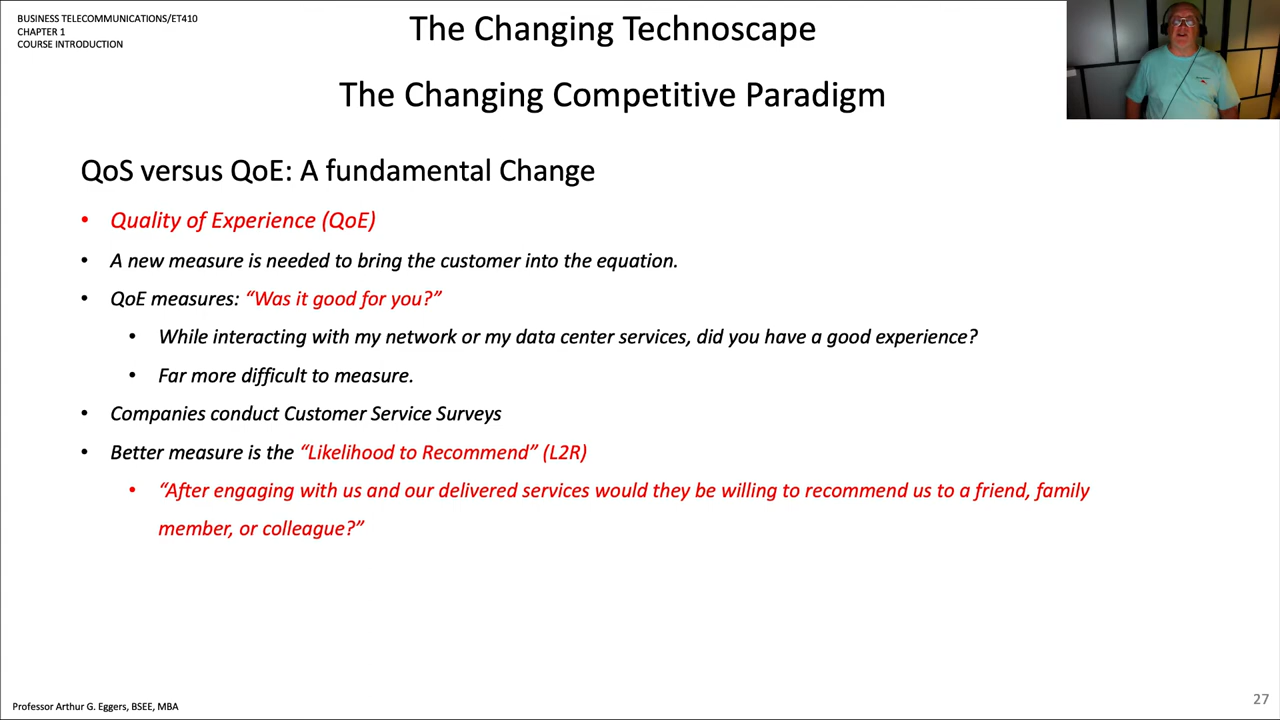 BUSINESS TELECOMMUNICATIONS/ET410
CHAPTER 1
COURSE INTRODUCTION
The Changing Technoscape
The Changing Competitive Paradigm
QoS versus QoE: A fundamental Change
• Quality of Experience (QoE)
• A new measure is needed to bring the customer into the equation.
• QoE measures: “Was it good for you?”
• While interacting with my network or my data center services, did you have a good experience?
• Far more difficult to measure.
• Companies conduct Customer Service Surveys
• Better measure is the “Likelihood to Recommend” (L2R)
• “After engaging with us and our delivered services would they be willing to recommend us to a friend, family
member, or colleague?”
Professor Arthur G. Eggers, BSEE, MBA
27